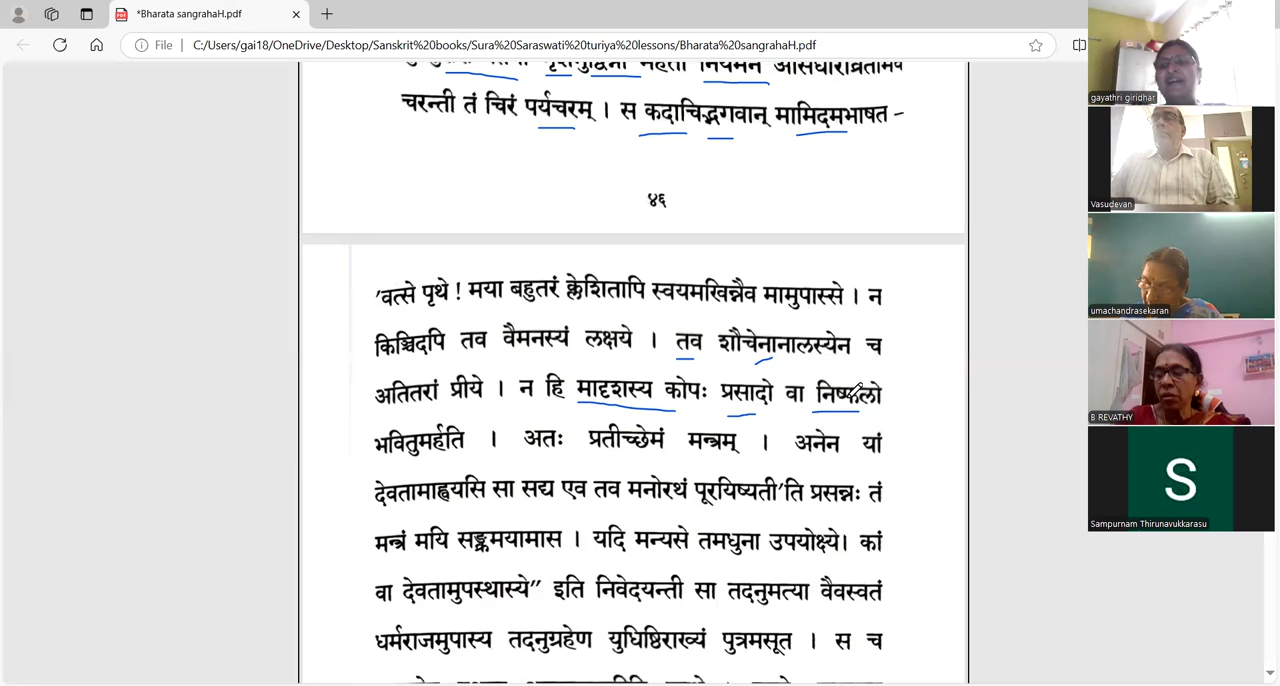 *Bharata sangrahaH.pdf
File
C:/Users/gai18/OneDrive/Desktop/Sanskrit%20books/Sura%20Saraswati%20turiya%20lessons/Bharata%20sangrahaH.pdf
महता नियमेन
चरन्तीं तं चिरं पर्यचरम् । स कदाचिद्भगवान् मामिदमभाषत -
४६
'वत्से पृथे ! मया बहुतरं क्लेशितापि स्वयमखिन्नैव मामुपास्से । न
किञ्चिदपि तव वैमनस्यं लक्षये । तव शौचेनानालस्येन च
अतितरां प्रीये । न हि मादृशस्य कोपः प्रसादो वा निष्फलो
भवितुमर्हति । अतः प्रतीच्छेमं मन्त्रम् । अनेन यां
देवतामाह्वयसि सा सद्य एव तव मनोरथं पूरयिष्यती'ति प्रसन्नः तं
मन्त्रं मयि सङ्क्रमयामास । यदि मन्यसे तमधुना उपयोक्ष्ये। कां
वा देवतामुपस्थास्ये” इति निवेदयन्ती सा तदनुमत्या वैवस्वतं
धर्मराजमुपास्य तदनुग्रहेण युधिष्ठिराख्यं पुत्रमसूत । स च
gayathri giridhar
Vasudevan
umachandrasekaran
B REVATHY
S
Sampurnam Thirunavukkarasu